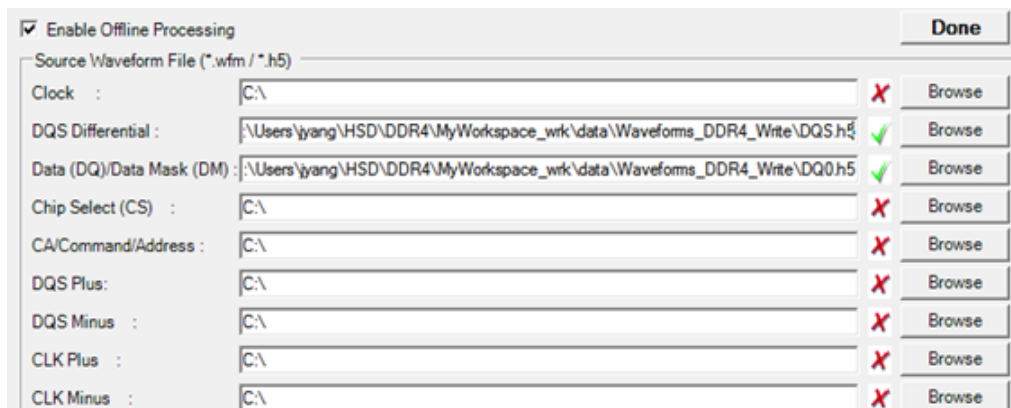 Enable Offline Processing Done
Source Waveform File (*.wfm / *.h5)
Clock : C:\ Browse
DQS Differential : :\Users\jyang\HSD\DDR4\MyWorkspace_wrk\data\Waveforms_DDR4_Write\DQS.h5 Browse
Data (DQ)/Data Mask (DM) : :\Users\jyang\HSD\DDR4\MyWorkspace_wrk\data\Waveforms_DDR4_Write\DQ0.h5 Browse
Chip Select (CS) : C:\ Browse
CA/Command/Address : C:\ Browse
DQS Plus: C:\ Browse
DQS Minus : C:\ Browse
CLK Plus : C:\ Browse
CLK Minus : C:\ Browse